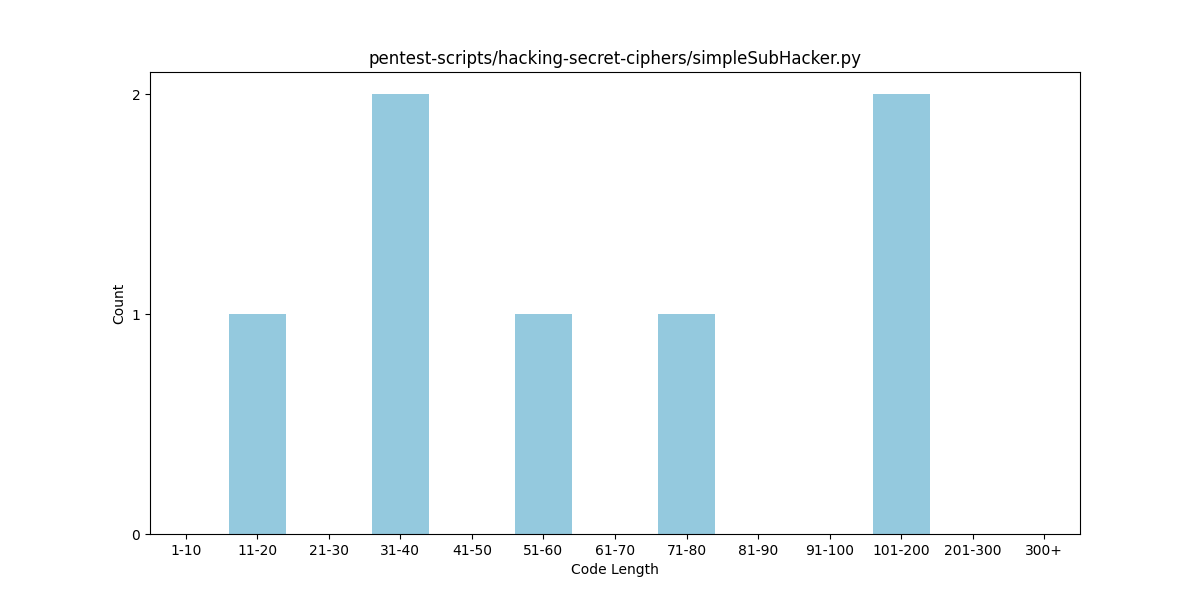 pentest-scripts/hacking-secret-ciphers/simpleSubHacker.py
Count
2
1
0
1-10 11-20 21-30 31-40 41-50 51-60 61-70 71-80 81-90 91-100 101-200 201-300 300+
Code Length